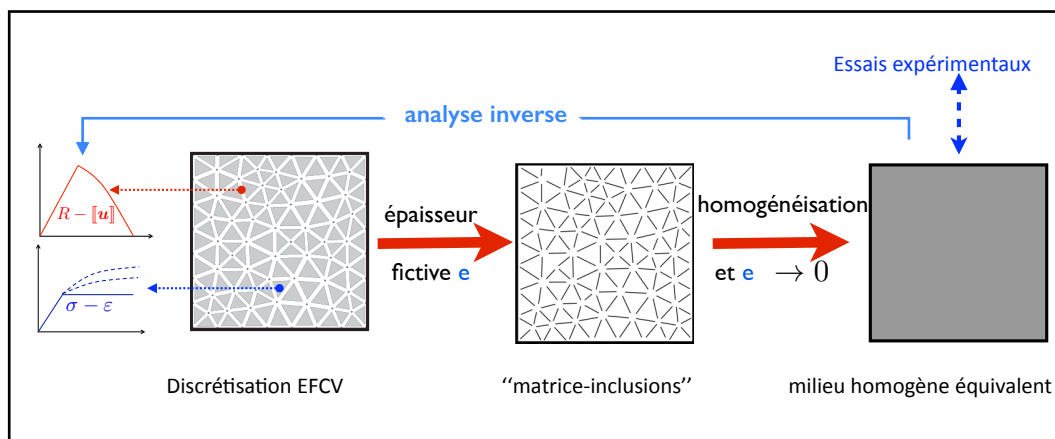 Essais expérimentaux
analyse inverse
R − [[u]]
σ − ε
épaisseur
fictive e
homogénéisation
et e → 0
Discrétisation EFCV
‘‘matrice-inclusions’’
milieu homogène équivalent